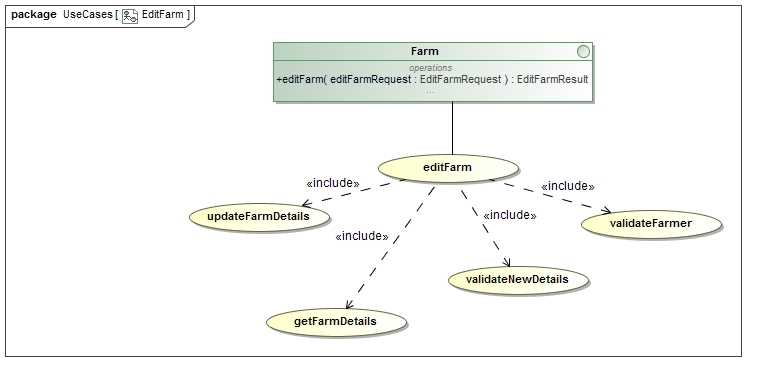 package UseCases [ EditFarm ]
Farm
operations
+editFarm( editFarmRequest : EditFarmRequest ) : EditFarmResult
...
editFarm
«include»
«include»
updateFarmDetails
«include»
validateFarmer
«include»
validateNewDetails
getFarmDetails